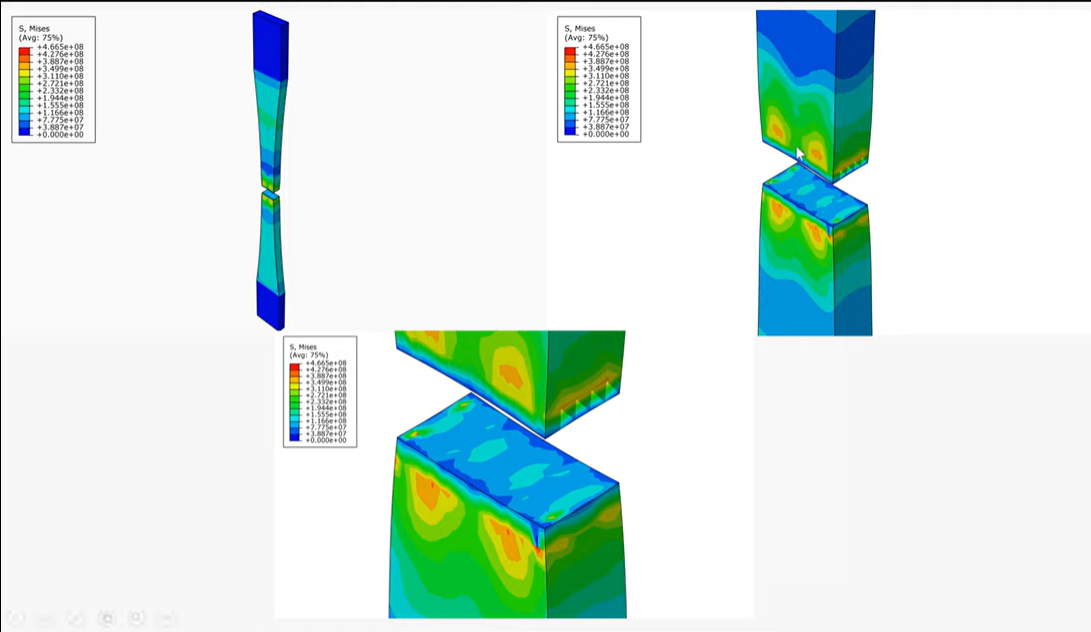 S, Mises
(Avg: 75%)
+4.665e+08
+4.276e+08
+3.887e+08
+3.499e+08
+3.110e+08
+2.721e+08
+2.332e+08
+1.944e+08
+1.555e+08
+1.166e+08
+7.775e+07
+3.887e+07
+0.000e+00
S, Mises
(Avg: 75%)
+4.665e+08
+4.276e+08
+3.887e+08
+3.499e+08
+3.110e+08
+2.721e+08
+2.332e+08
+1.944e+08
+1.555e+08
+1.166e+08
+7.775e+07
+3.887e+07
+0.000e+00
S, Mises
(Avg: 75%)
+4.665e+08
+4.276e+08
+3.887e+08
+3.499e+08
+3.110e+08
+2.721e+08
+2.332e+08
+1.944e+08
+1.555e+08
+1.166e+08
+7.775e+07
+3.887e+07
+0.000e+00